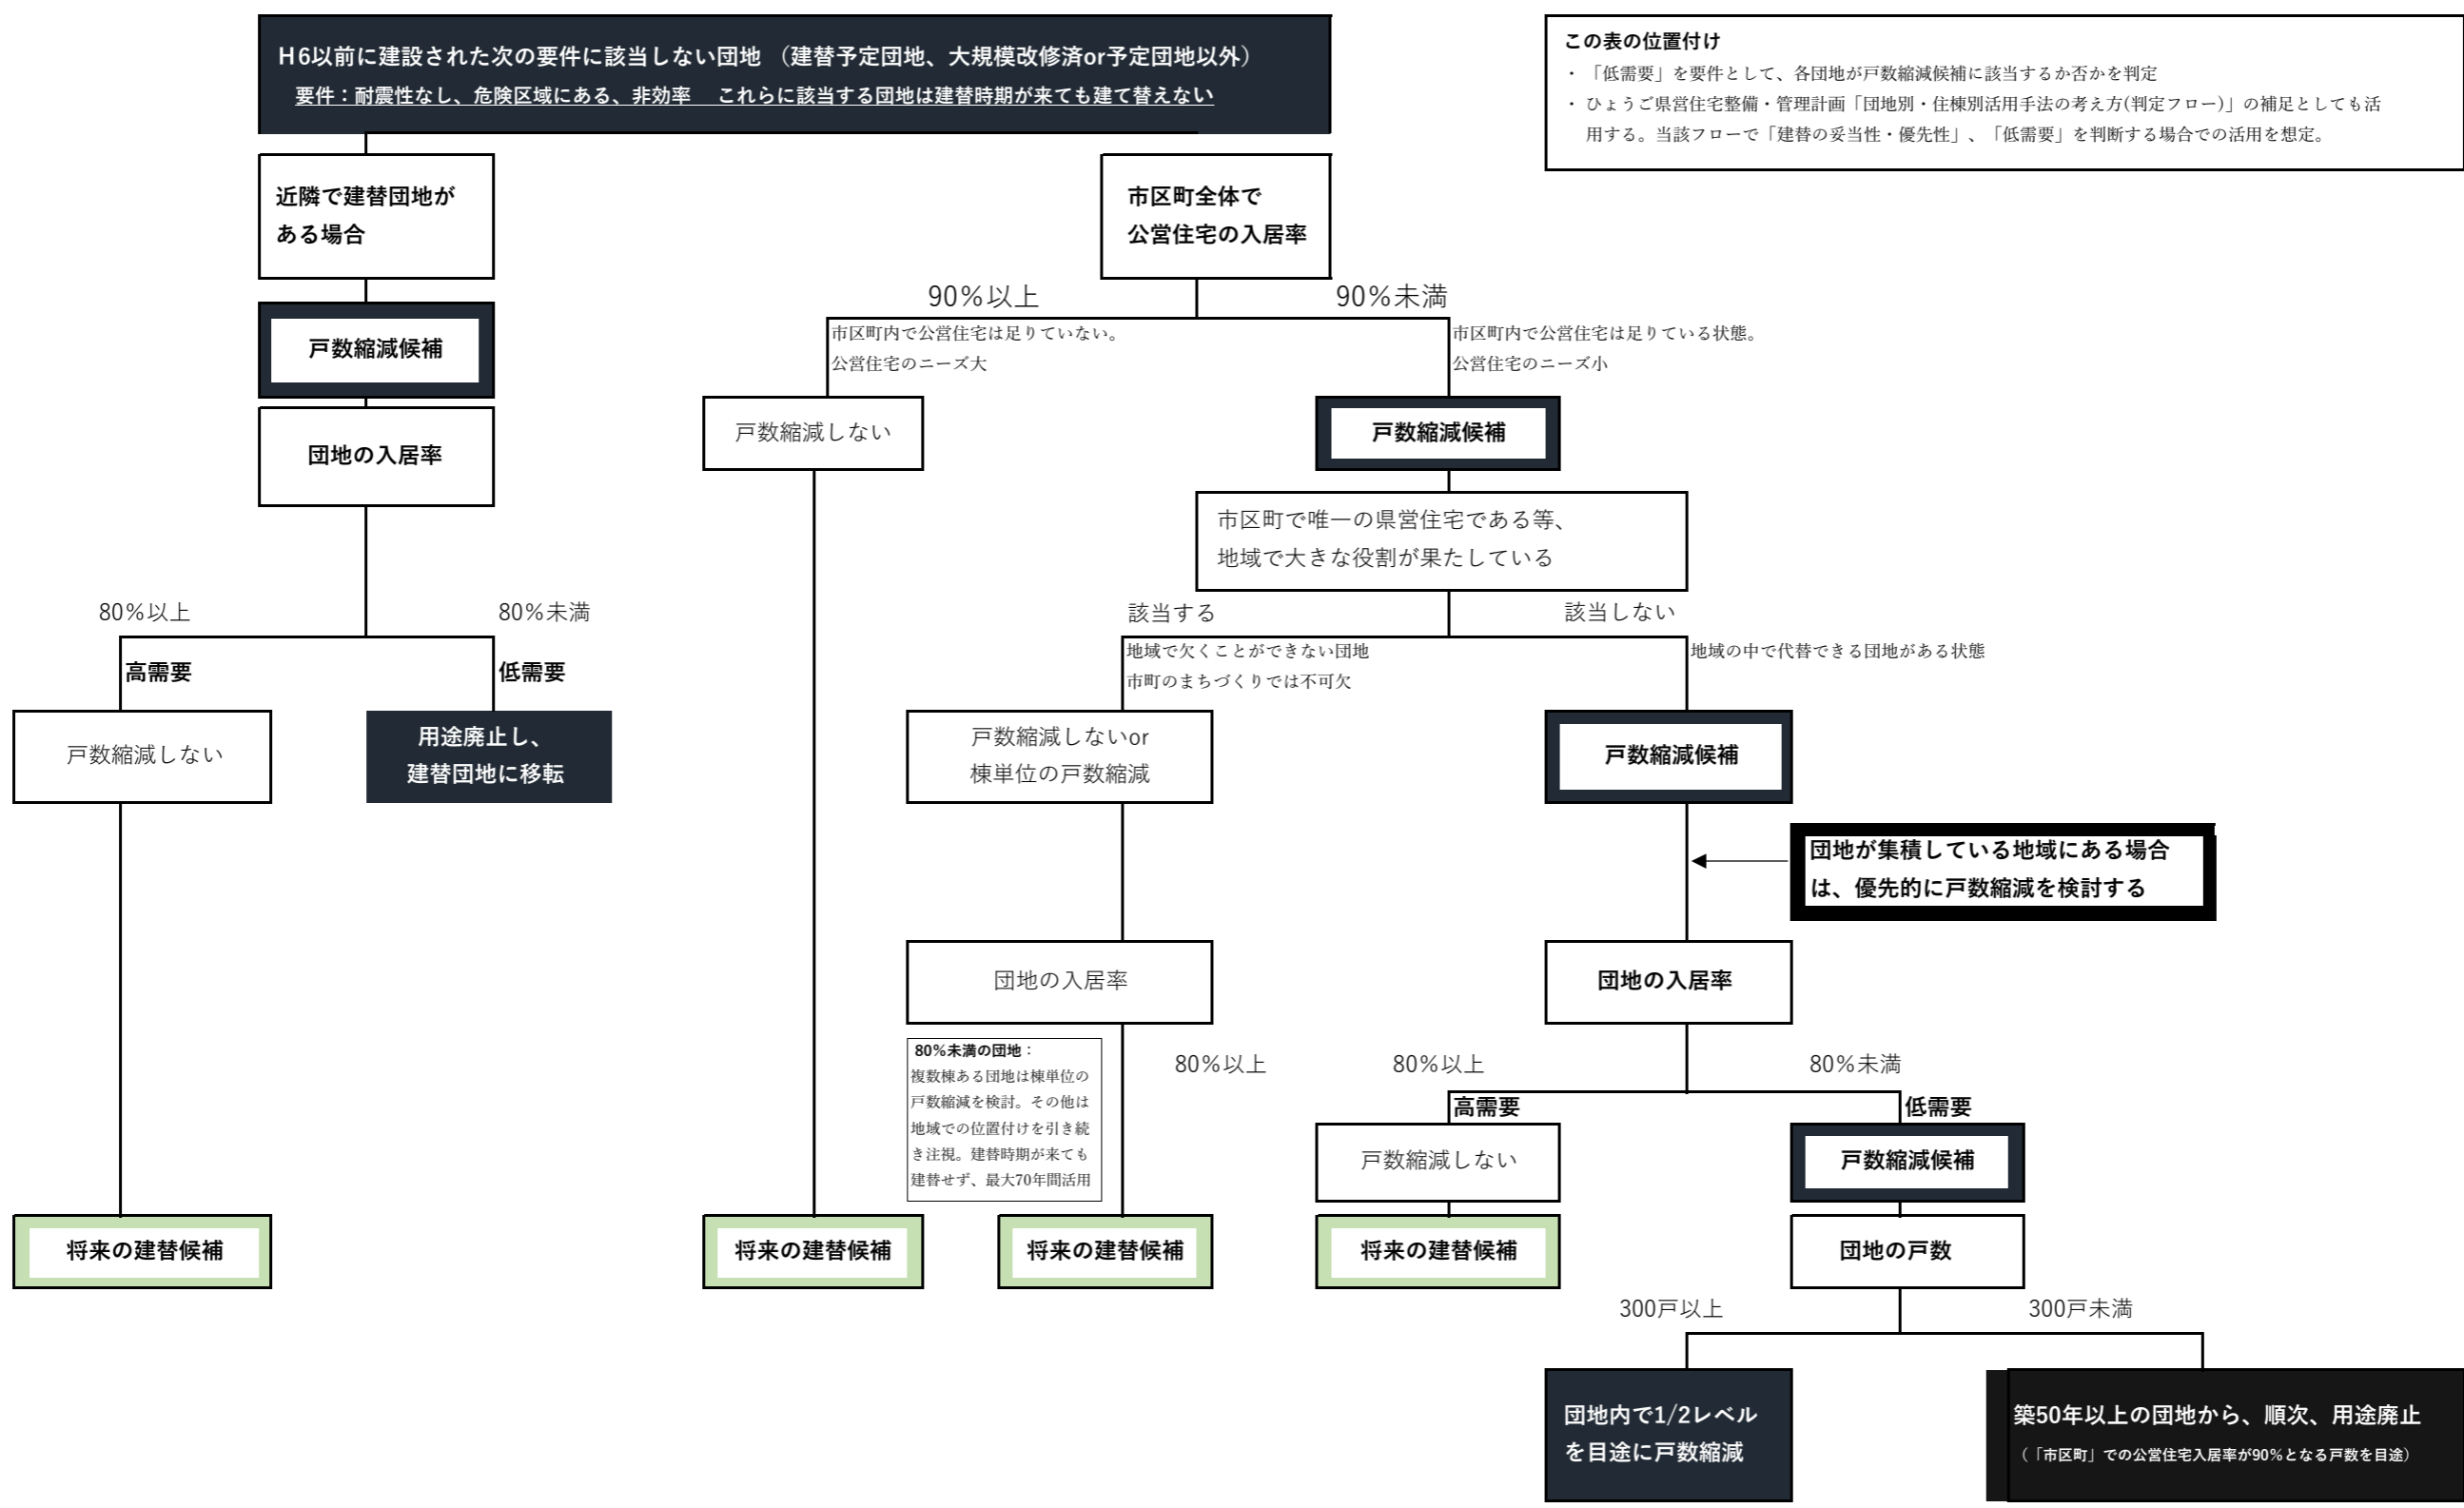 H6以前に建設された次の要件に該当しない団地 （建替予定団地、大規模改修済or予定団地以外）
要件：耐震性なし、危険区域にある、非効率　これらに該当する団地は建替時期が来ても建て替えない
この表の位置付け
・「低需要」を要件として、各団地が戸数縮減候補に該当するか否かを判定
・ひょうご県営住宅整備・管理計画「団地別・住棟別活用手法の考え方(判定フロー)」の補足としても活
用する。当該フローで「建替の妥当性・優先性」、「低需要」を判断する場合での活用を想定。
近隣で建替団地が
ある場合
市区町全体で
公営住宅の入居率
90%以上
90%未満
市区町内で公営住宅は足りていない。
公営住宅のニーズ大
市区町内で公営住宅は足りている状態。
公営住宅のニーズ小
戸数縮減候補
戸数縮減しない
戸数縮減候補
団地の入居率
市区町で唯一の県営住宅である等、
地域で大きな役割が果たしている
80%以上
80%未満
該当する
該当しない
高需要
低需要
地域で欠くことができない団地
市町のまちづくりでは不可欠
地域の中で代替できる団地がある状態
戸数縮減しない
用途廃止し、
建替団地に移転
戸数縮減しないor
棟単位の戸数縮減
戸数縮減候補
団地が集積している地域にある場合
は、優先的に戸数縮減を検討する
団地の入居率
団地の入居率
80%未満の団地：
複数棟ある団地は棟単位の
戸数縮減を検討。その他は
地域での位置付けを引き続
き注視。建替時期が来ても
建替せず、最大70年間活用
80%以上
80%以上
80%未満
高需要
低需要
戸数縮減しない
戸数縮減候補
将来の建替候補
将来の建替候補
将来の建替候補
将来の建替候補
団地の戸数
300戸以上
300戸未満
団地内で1/2レベル
を目途に戸数縮減
築50年以上の団地から、順次、用途廃止
（「市区町」での公営住宅入居率が90%となる戸数を目途）